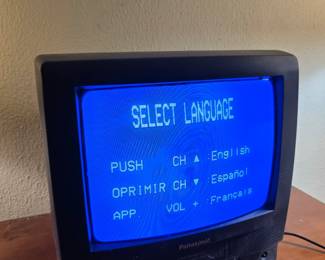 SELECT LANGUAGE
PUSH CH ▲ :English
OPRIMIR CH ▼ :Español
APP. VOL + :Français
Panasonic